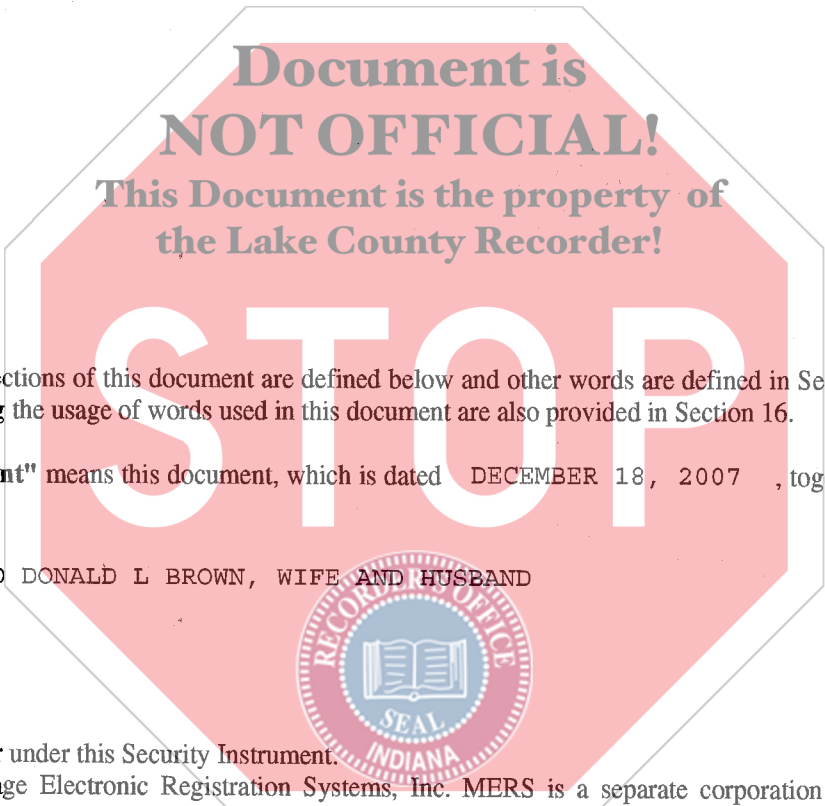 Document is
NOT OFFICIAL!
This Document is the property of
the Lake County Recorder!
STOP
ctions of this document are defined below and other words are defined in Se
g the usage of words used in this document are also provided in Section 16.
nt" means this document, which is dated DECEMBER 18, 2007 , tog
D DONALD L BROWN, WIFE AND HUSBAND
RECORDER'S OFFICE
SEAL
INDIANA
r under this Security Instrument.
ge Electronic Registration Systems, Inc. MERS is a separate corporation